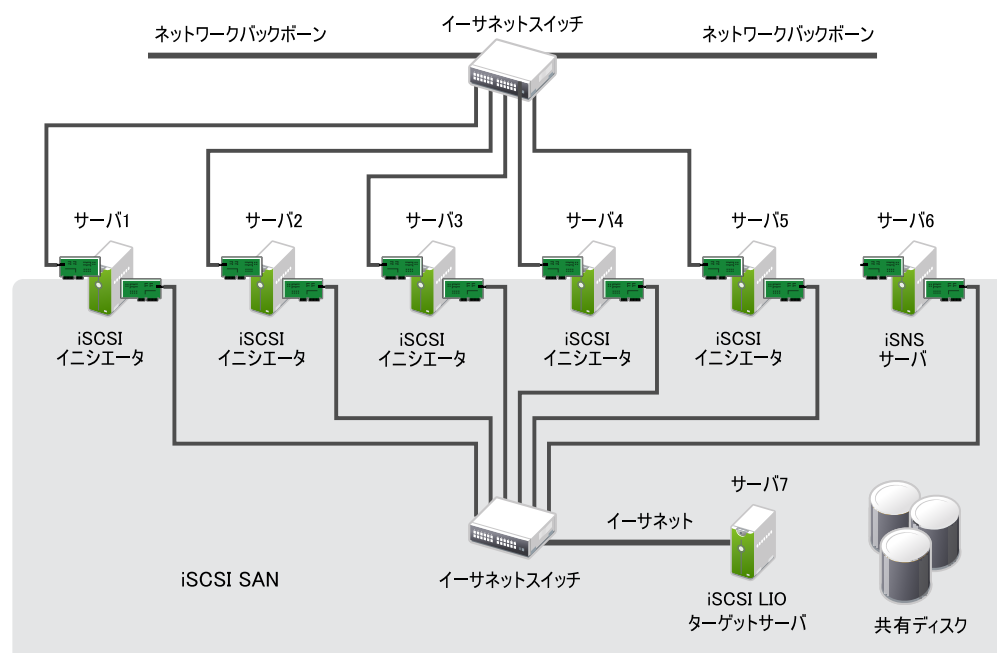 イーサネットスイッチ
ネットワークバックボーン
ネットワークバックボーン
サーバ1
サーバ2
サーバ3
サーバ4
サーバ5
サーバ6
iSCSI
イニシエータ
iSCSI
イニシエータ
iSCSI
イニシエータ
iSCSI
イニシエータ
iSCSI
イニシエータ
iSNS
サーバ
サーバ7
イーサネット
iSCSI SAN
イーサネットスイッチ
iSCSI LIO
ターゲットサーバ
共有ディスク